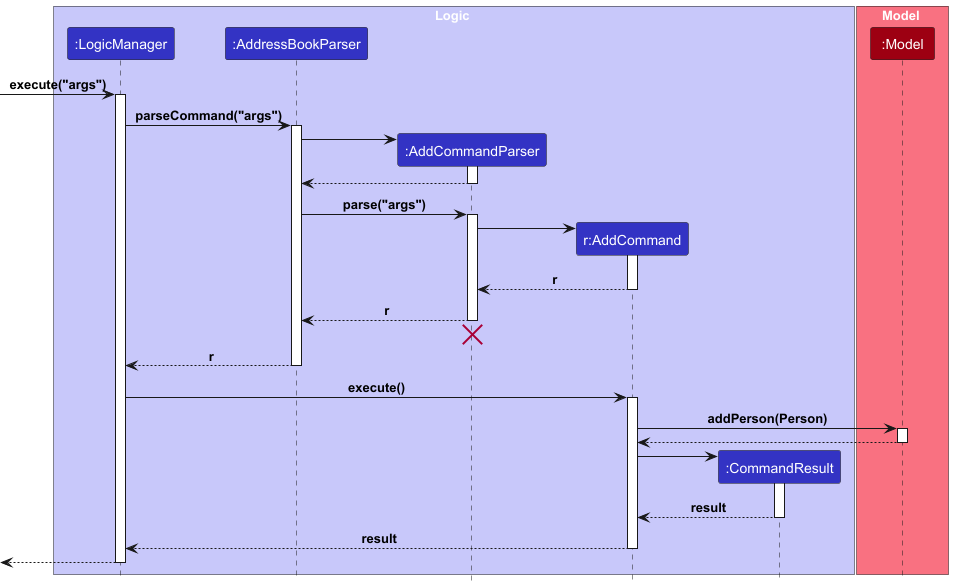 Logic
Model
:LogicManager
:AddressBookParser
:Model
execute("args")
parseCommand("args")
:AddCommandParser
parse("args")
r:AddCommand
r
r
r
execute()
addPerson(Person)
:CommandResult
result
result